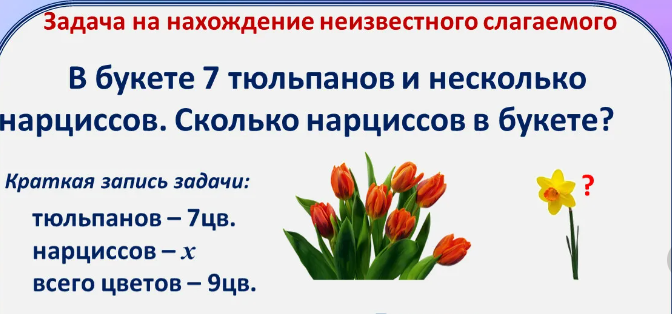 Задача на нахождение неизвестного слагаемого
В букете 7 тюльпанов и несколько
нарциссов. Сколько нарциссов в букете?
Краткая запись задачи:
тюльпанов – 7цв.
нарциссов – x
всего цветов – 9цв.
?